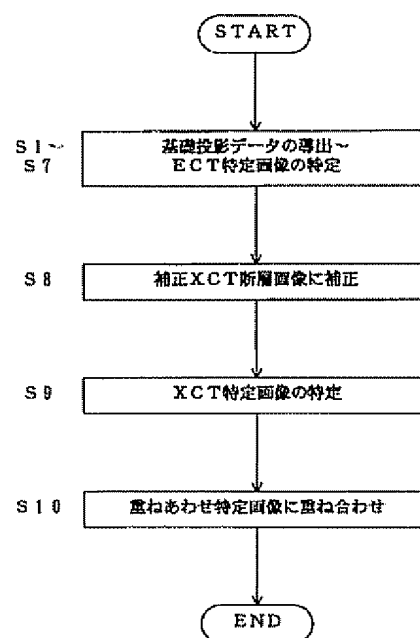 START
S1～
S7
基礎投影データの導出～
ECT特定画像の特定
S8
補正XCT断層画像に補正
S9
XCT特定画像の特定
S10
重ねあわせ特定画像に重ね合わせ
END